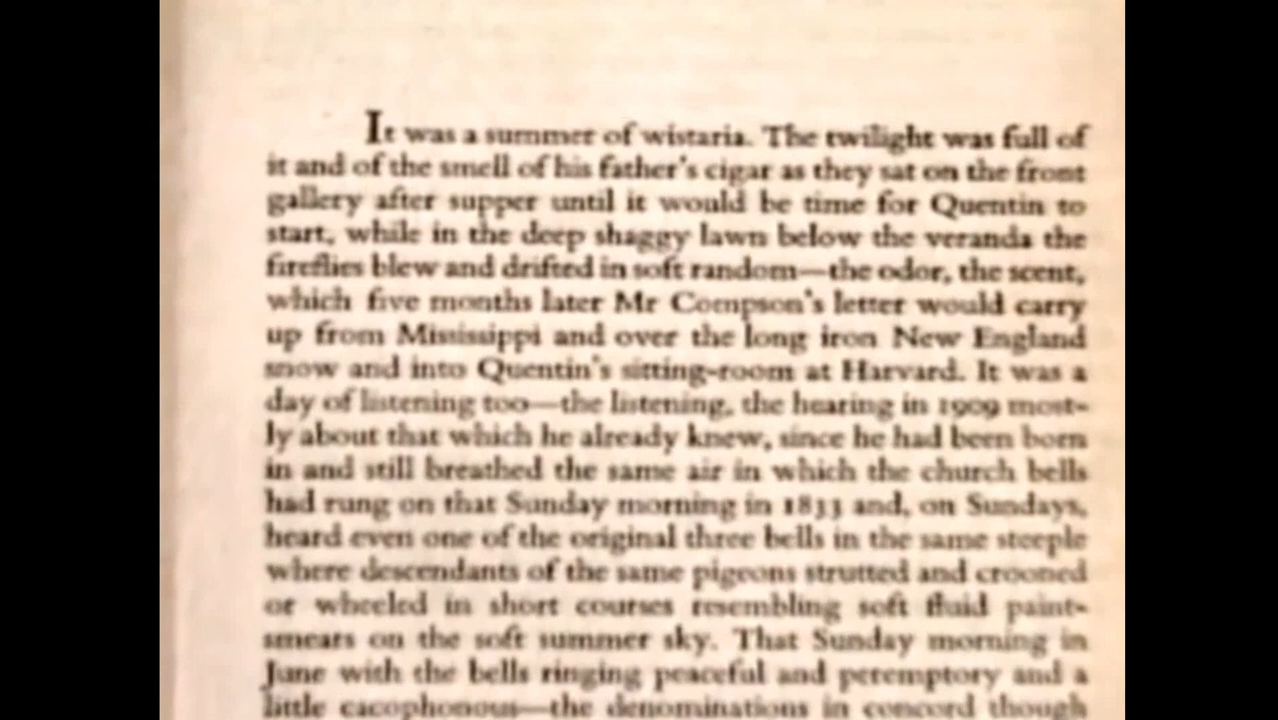 It was a summer of wistaria. The twilight was full of
it and of the smell of his father's cigar as they sat on the front
gallery after supper until it would be time for Quentin to
start, while in the deep shaggy lawn below the veranda the
fireflies blew and drifted in soft random—the odor, the scent,
which five months later Mr Compson's letter would carry
up from Mississippi and over the long iron New England
snow and into Quentin's sitting-room at Harvard. It was a
day of listening too—the listening, the hearing in 1909 most-
ly about that which he already knew, since he had been born
in and still breathed the same air in which the church bells
had rung on that Sunday morning in 1833 and, on Sundays,
heard even one of the original three bells in the same steeple
where descendants of the same pigeons strutted and crooned
or wheeled in short courses resembling soft fluid paint-
smears on the soft summer sky. That Sunday morning in
June with the bells ringing peaceful and peremptory and a
little cacophonous—the denominations in concord though